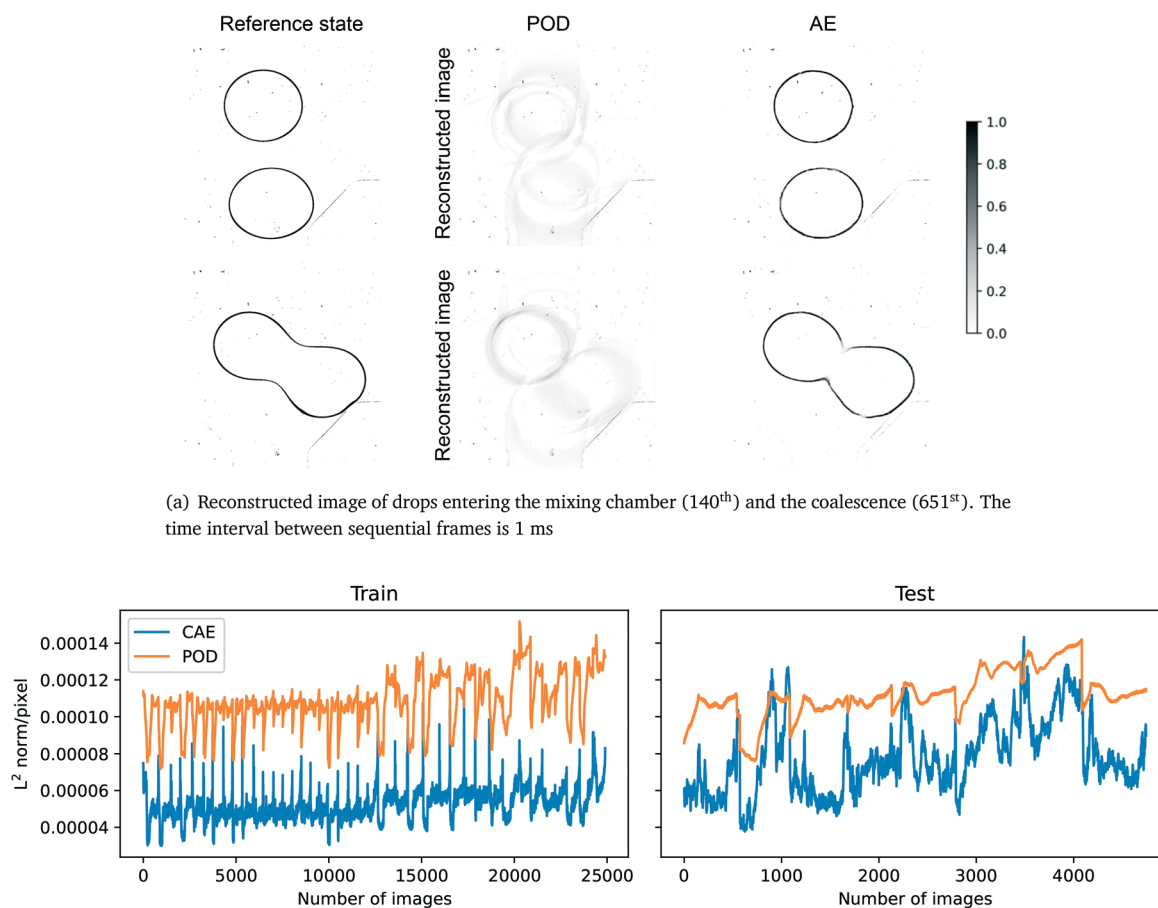 Reference state POD AE
Reconstructed image
1.0
0.8
0.6
0.4
0.2
0.0
Reconstructed image
(a) Reconstructed image of drops entering the mixing chamber (140th) and the coalescence (651st). The
time interval between sequential frames is 1 ms
Train
CAE
POD
L2 norm/pixel
0.00014
0.00012
0.00010
0.00008
0.00006
0.00004
0 5000 10000 15000 20000 25000
Number of images
Test
0 1000 2000 3000 4000
Number of images